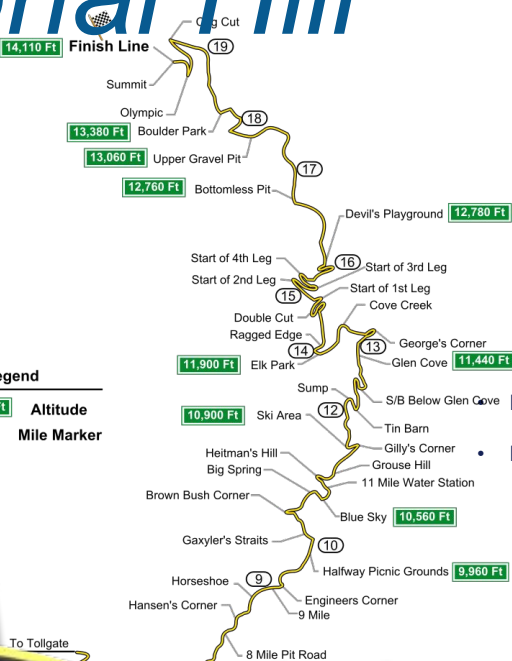 nal Hill
Cog Cut
14,110 Ft Finish Line
19
Summit
Olympic
18
13,380 Ft Boulder Park
13,060 Ft Upper Gravel Pit
17
12,760 Ft Bottomless Pit
Devil's Playground 12,780 Ft
Start of 4th Leg
16
Start of 3rd Leg
Start of 2nd Leg
Start of 1st Leg
15
Cove Creek
Double Cut
Ragged Edge
George's Corner
14
13
11,900 Ft Elk Park
Glen Cove 11,440 Ft
egend
Sump
S/B Below Glen Cove
Ft Altitude
12
10,900 Ft Ski Area
Tin Barn
Mile Marker
Gilly's Corner
Heitman's Hill
Grouse Hill
Big Spring
11 Mile Water Station
Brown Bush Corner
Blue Sky 10,560 Ft
Gaxyler's Straits
10
Halfway Picnic Grounds 9,960 Ft
Horseshoe
9
Engineers Corner
Hansen's Corner
9 Mile
To Tollgate
8 Mile Pit Road